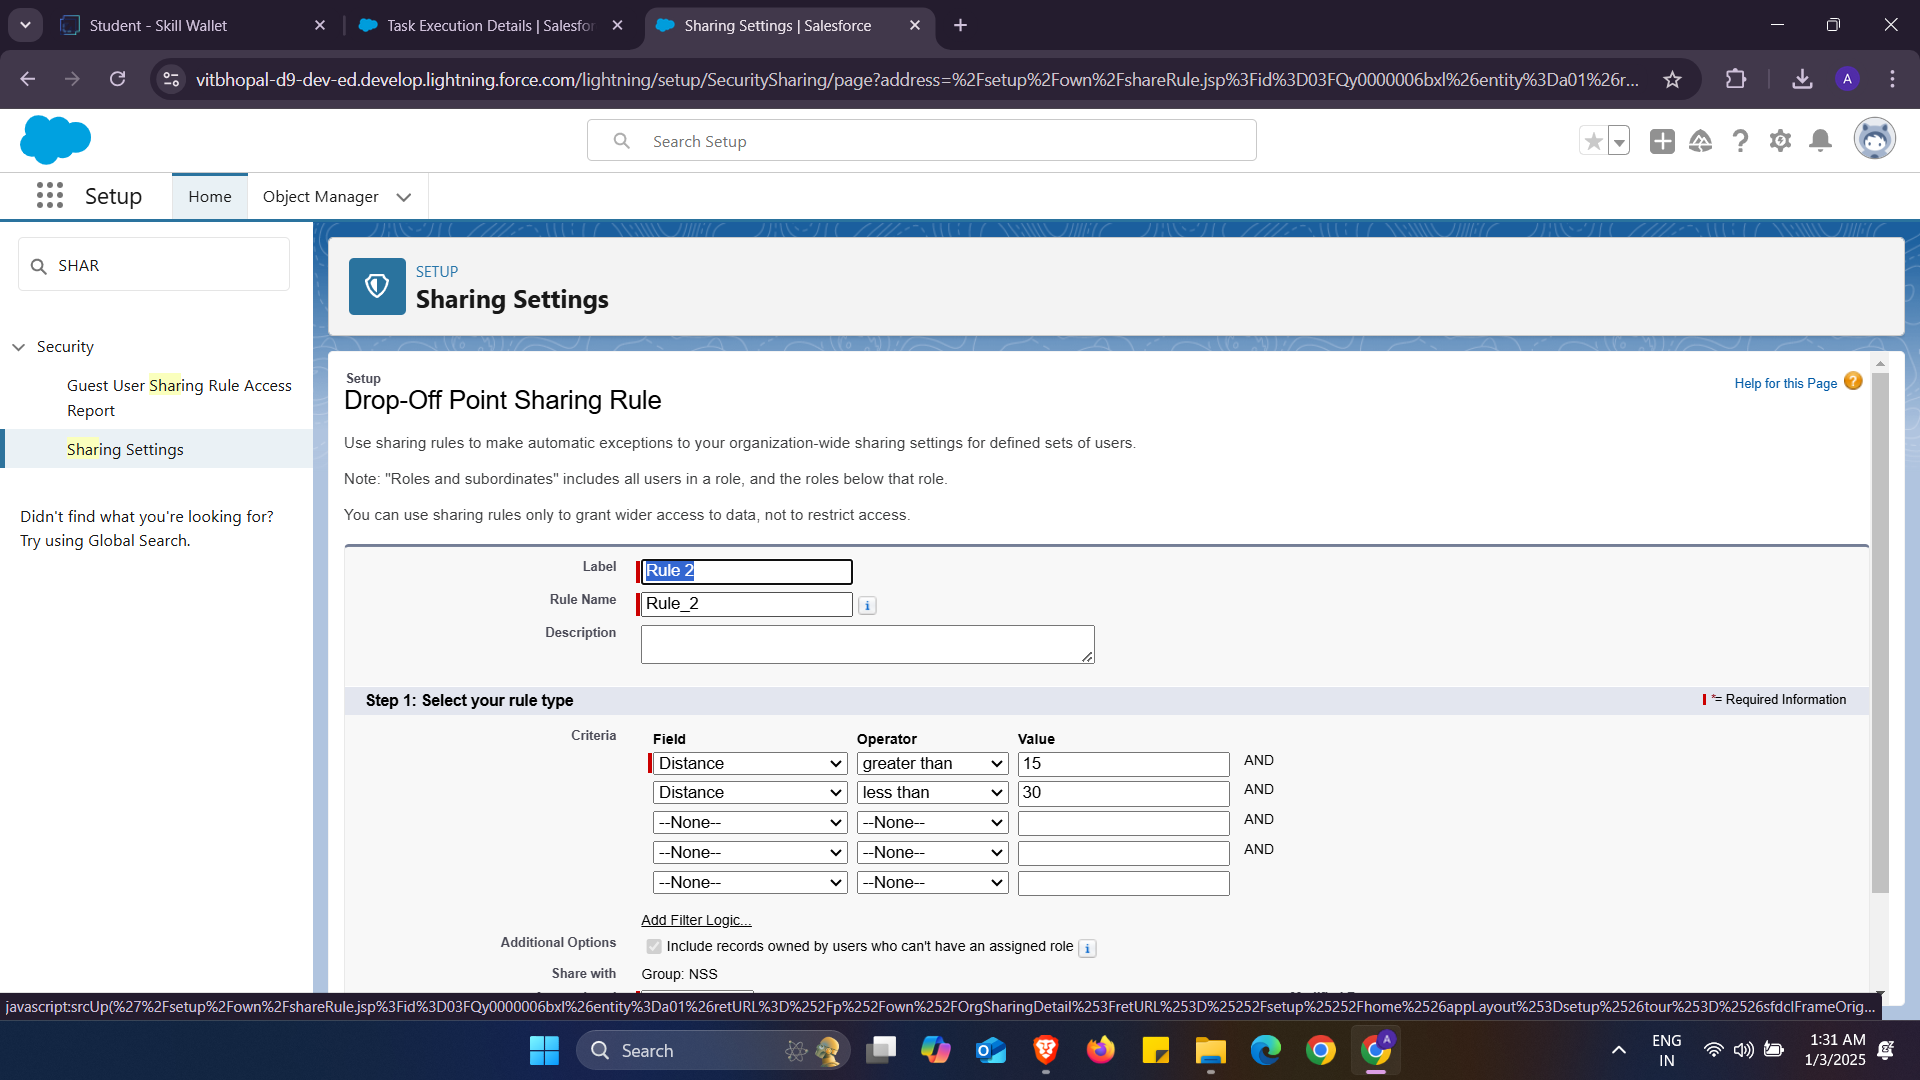 Student - Skill Wallet
Task Execution Details | Salesfor
Sharing Settings | Salesforce
vitbhopal-d9-dev-ed.develop.lightning.force.com/lightning/setup/SecuritySharing/page?address=%2Fsetup%2Fown%2FshareRule.jsp%3Fid%3D03FQy0000006bxl%26entity%3Da01%26r...
A
Search Setup
Setup
Home
Object Manager
SHAR
Security
Guest User Sharing Rule Access
Report
Sharing Settings
Didn't find what you're looking for?
Try using Global Search.
SETUP
Sharing Settings
Setup
Drop-Off Point Sharing Rule
Help for this Page
Use sharing rules to make automatic exceptions to your organization-wide sharing settings for defined sets of users.
Note: "Roles and subordinates" includes all users in a role, and the roles below that role.
You can use sharing rules only to grant wider access to data, not to restrict access.
Label Rule 2
Rule Name Rule_2
Description
Step 1: Select your rule type
*= Required Information
Criteria Field Operator Value
Distance greater than 15 AND
Distance less than 30 AND
--None-- --None-- AND
--None-- --None-- AND
--None-- --None--
Add Filter Logic...
Additional Options Include records owned by users who can't have an assigned role
Share with Group: NSS
javascript:srcUp(%27%2Fsetup%2Fown%2FshareRule.jsp%3Fid%3D03FQy0000006bxl%26entity%3Da01%26retURL%3D%252Fp%252Fown%252FOrgSharingDetail%253FretURL%253D%25252Fsetup%25252Fhome%2526appLayout%253Dsetup%2526tour%253D%2526sfdcIFrameOrig...
Search
ENG
IN
1:31 AM
1/3/2025